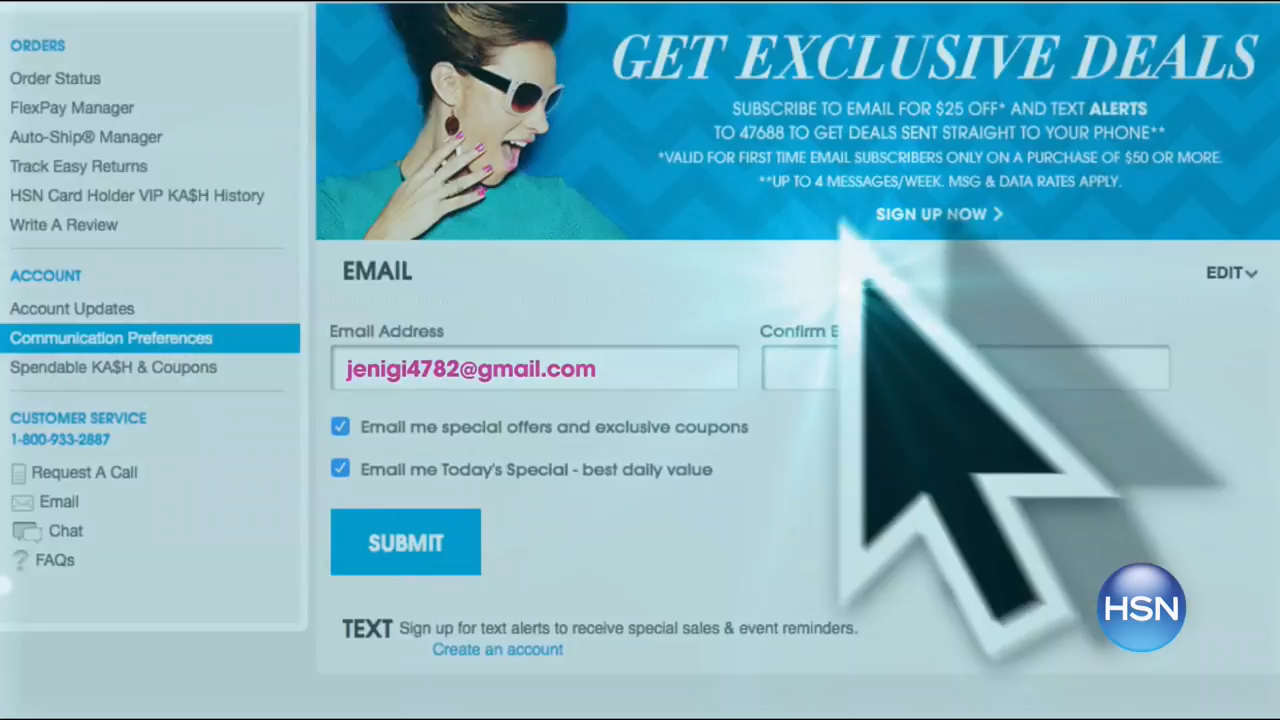 ORDERS
Order Status
FlexPay Manager
Auto-Ship® Manager
Track Easy Returns
HSN Card Holder VIP KA$H History
Write A Review
ACCOUNT
Account Updates
Communication Preferences
Spendable KA$H & Coupons
CUSTOMER SERVICE
1-800-933-2887
Request A Call
Email
Chat
FAQs
GET EXCLUSIVE DEALS
SUBSCRIBE TO EMAIL FOR $25 OFF* AND TEXT ALERTS
TO 47688 TO GET DEALS SENT STRAIGHT TO YOUR PHONE**
*VALID FOR FIRST TIME EMAIL SUBSCRIBERS ONLY ON A PURCHASE OF $50 OR MORE.
**UP TO 4 MESSAGES/WEEK. MSG & DATA RATES APPLY.
SIGN UP NOW >
EMAIL
EDIT
Email Address
Confirm
jenigi4782@gmail.com
Email me special offers and exclusive coupons
Email me Today's Special - best daily value
SUBMIT
TEXT Sign up for text alerts to receive special sales & event reminders.
Create an account
HSN